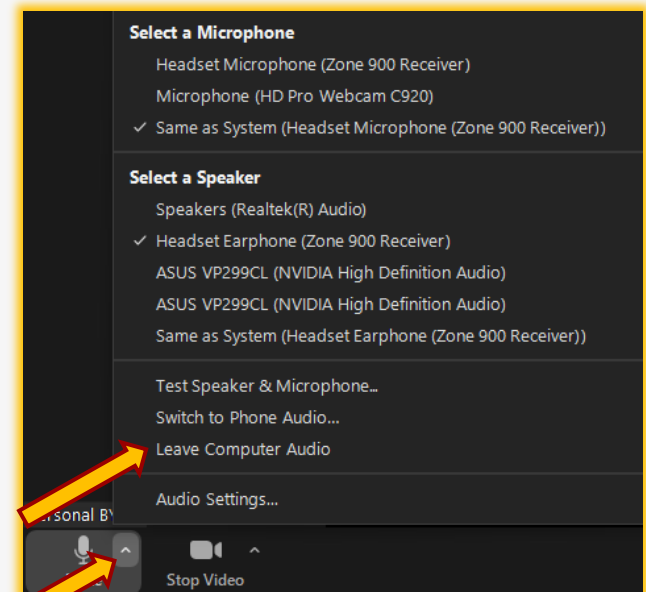 Select a Microphone
Headset Microphone (Zone 900 Receiver)
Microphone (HD Pro Webcam C920)
✓ Same as System (Headset Microphone (Zone 900 Receiver))
Select a Speaker
Speakers (Realtek(R) Audio)
✓ Headset Earphone (Zone 900 Receiver)
ASUS VP299CL (NVIDIA High Definition Audio)
ASUS VP299CL (NVIDIA High Definition Audio)
Same as System (Headset Earphone (Zone 900 Receiver))
Test Speaker & Microphone...
Switch to Phone Audio...
Leave Computer Audio
Audio Settings...
Stop Video